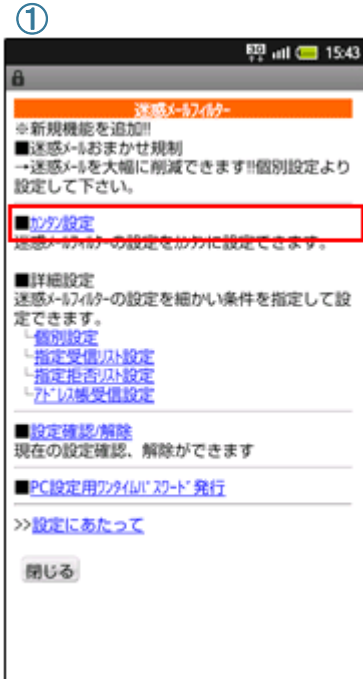 ①
3G 15:43
迷惑ﾒｰﾙﾌｨﾙﾀｰ
※新規機能を追加!!
■迷惑ﾒｰﾙおまかせ規制
→迷惑ﾒｰﾙを大幅に削減できます!!個別設定より
設定して下さい。
■ｶﾝﾀﾝ設定
迷惑ﾒｰﾙﾌｨﾙﾀｰの設定をｶﾝﾀﾝに設定できます。
■詳細設定
迷惑ﾒｰﾙﾌｨﾙﾀｰの設定を細かい条件を指定して設
定できます。
└個別設定
└指定受信ﾘｽﾄ設定
└指定拒否ﾘｽﾄ設定
└ｱﾄﾞﾚｽ帳受信設定
■設定確認/解除
現在の設定確認、解除ができます
■PC設定用ﾜﾝﾀｲﾑﾊﾟｽﾜｰﾄﾞ発行
>>設定にあたって
閉じる